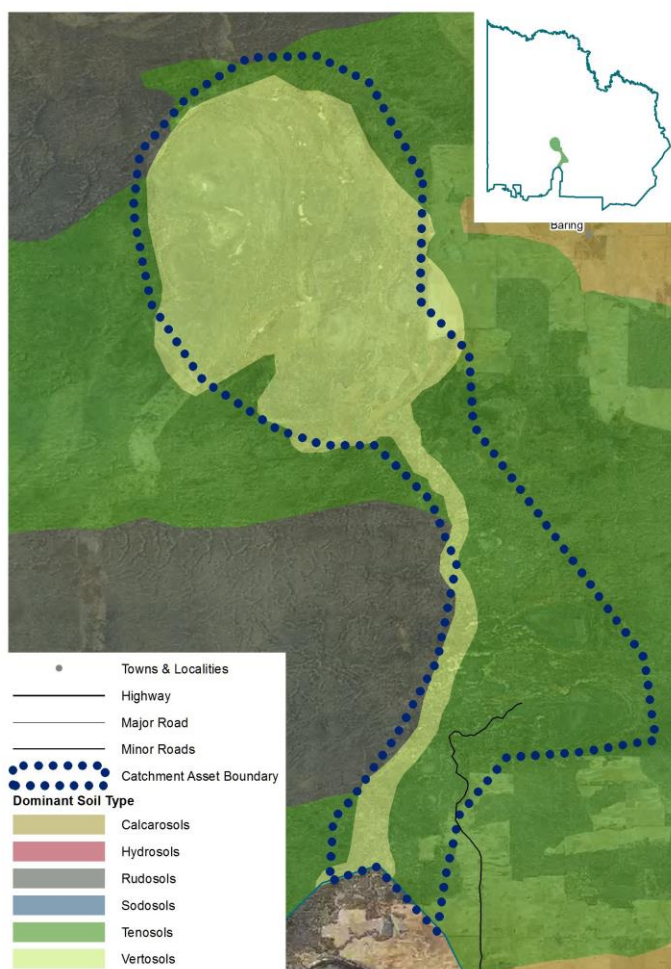 Baring
Towns & Localities
Highway
Major Road
Minor Roads
Catchment Asset Boundary
Dominant Soil Type
Calcarosols
Hydrosols
Rudosols
Sodosols
Tenosols
Vertosols